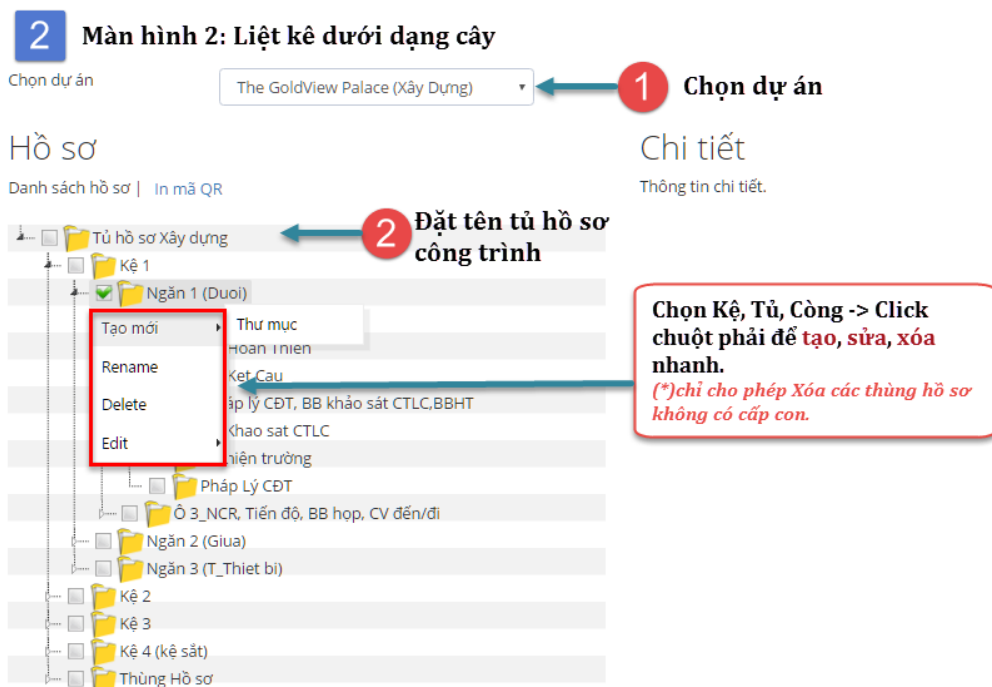 2 Màn hình 2: Liệt kê dưới dạng cây
Chọn dự án
The GoldView Palace (Xây Dựng)
1 Chọn dự án
Hồ sơ
Chi tiết
Danh sách hồ sơ | In mã QR
Thông tin chi tiết.
Tủ hồ sơ Xây dựng
2 Đặt tên tủ hồ sơ
công trình
Kệ 1
Ngăn 1 (Duoi)
Tạo mới
Thư mục
Hoan Thien
Rename
Ket Cau
Delete
áp lý CĐT, BB khảo sát CTLC,BBHT
Khao sat CTLC
Edit
hiện trường
Pháp Lý CĐT
Ô 3_NCR, Tiến độ, BB họp, CV đến/đi
Ngăn 2 (Giua)
Ngăn 3 (T_Thiet bi)
Kệ 2
Kệ 3
Kệ 4 (kệ sắt)
Thùng Hồ sơ
Chọn Kệ, Tủ, Còng -> Click
chuột phải để tạo, sửa, xóa
nhanh.
(*)chỉ cho phép Xóa các thùng hồ sơ
không có cấp con.